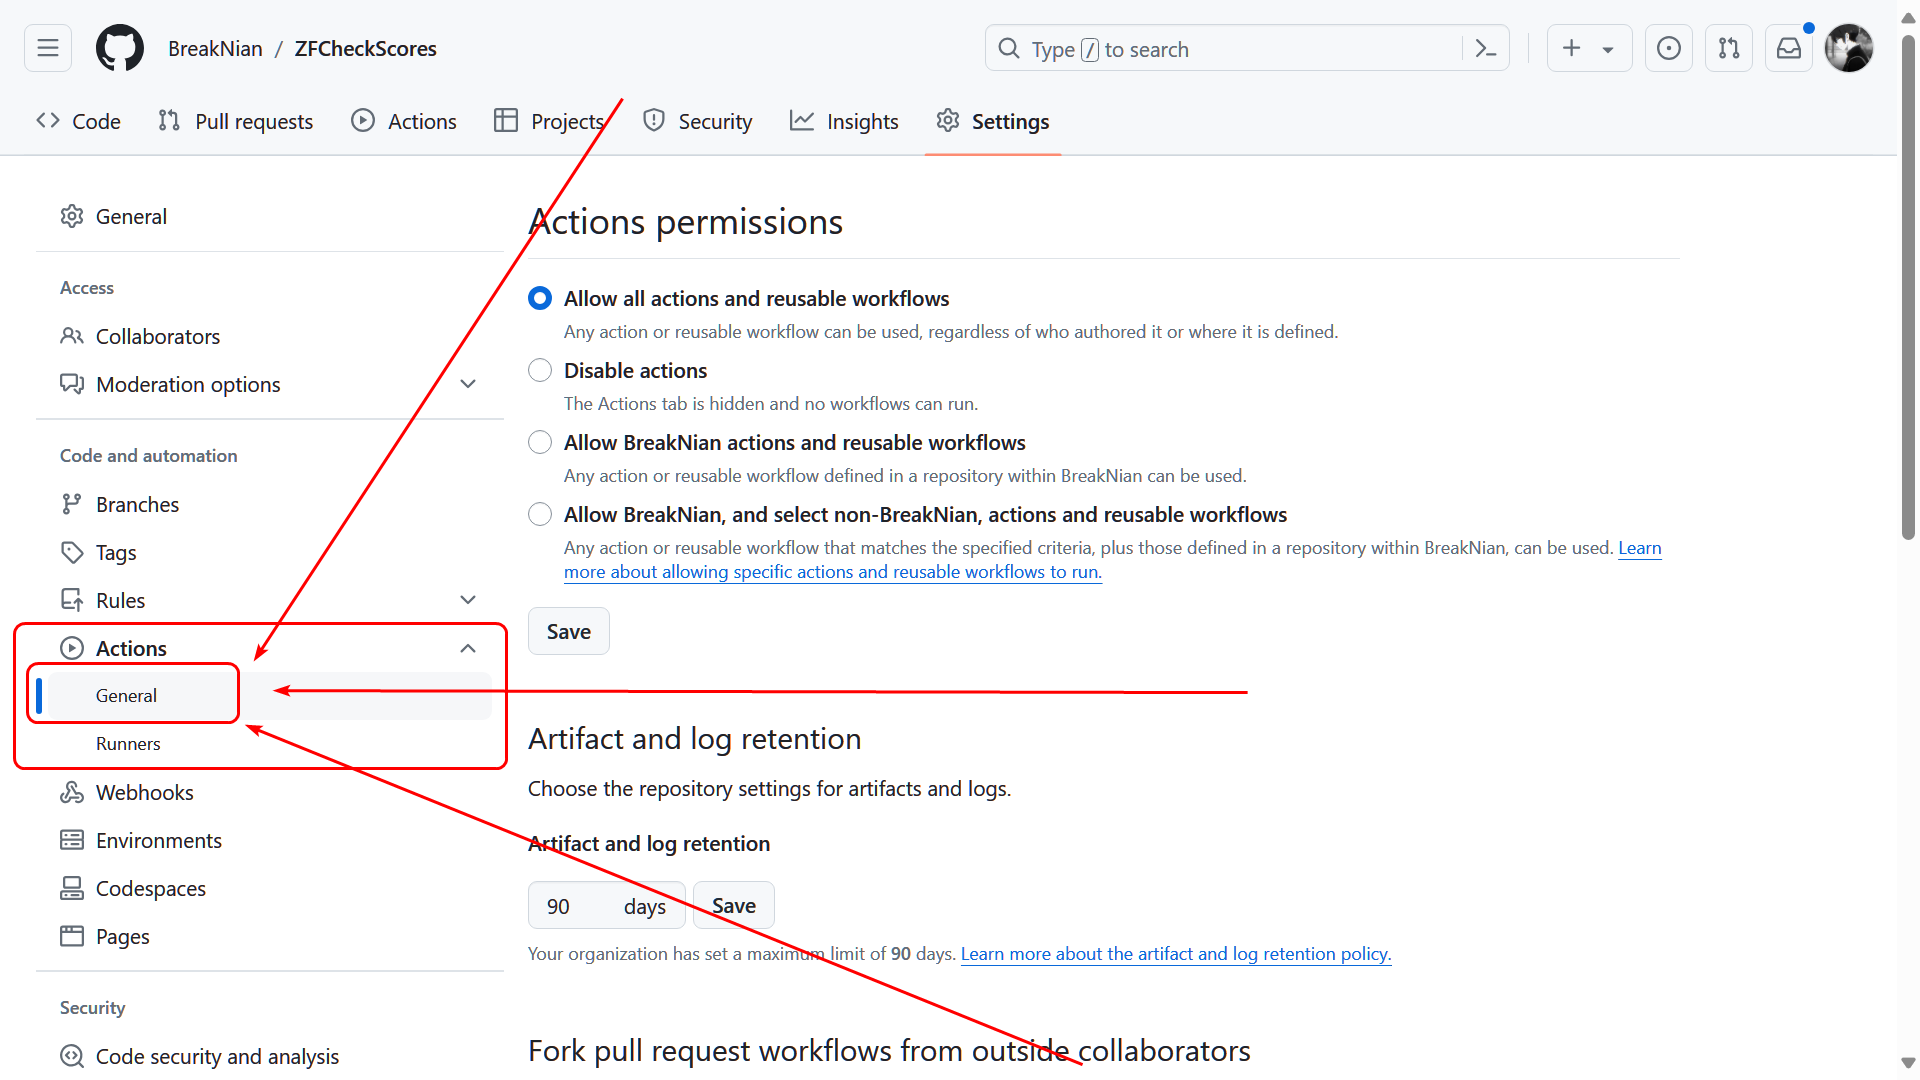 BreakNian / ZFCheckScores
Type / to search
Code
Pull requests
Actions
Projects
Security
Insights
Settings
General
Access
Collaborators
Moderation options
Code and automation
Branches
Tags
Rules
Actions
General
Runners
Webhooks
Environments
Codespaces
Pages
Security
Code security and analysis
Actions permissions
Allow all actions and reusable workflows
Any action or reusable workflow can be used, regardless of who authored it or where it is defined.
Disable actions
The Actions tab is hidden and no workflows can run.
Allow BreakNian actions and reusable workflows
Any action or reusable workflow defined in a repository within BreakNian can be used.
Allow BreakNian, and select non-BreakNian, actions and reusable workflows
Any action or reusable workflow that matches the specified criteria, plus those defined in a repository within BreakNian, can be used. Learn
more about allowing specific actions and reusable workflows to run.
Save
Artifact and log retention
Choose the repository settings for artifacts and logs.
Artifact and log retention
90 days Save
Your organization has set a maximum limit of 90 days. Learn more about the artifact and log retention policy.
Fork pull request workflows from outside collaborators